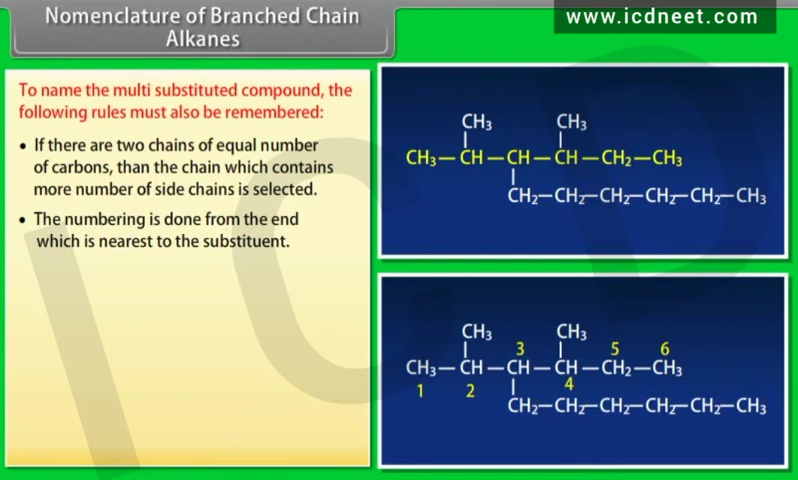 Nomenclature of Branched Chain
Alkanes
www.icdneet.com
To name the multi substituted compound, the
following rules must also be remembered:
• If there are two chains of equal number
of carbons, than the chain which contains
more number of side chains is selected.
• The numbering is done from the end
which is nearest to the substituent.
CH₃ CH₃
CH₃—CH—CH—CH—CH₂—CH₃
CH₂—CH₂—CH₂—CH₂—CH₂—CH₃
CH₃ CH₃
3 5 6
CH₃—CH—CH—CH—CH₂—CH₃
1 2 4
CH₂—CH₂—CH₂—CH₂—CH₂—CH₃
I C D